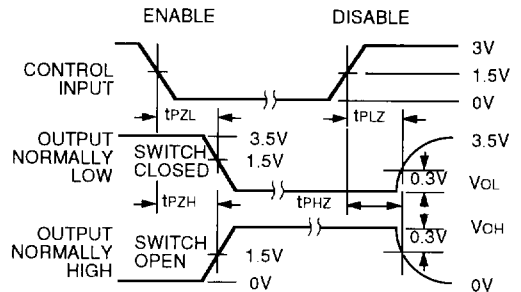 ENABLE DISABLE
CONTROL INPUT
3V
1.5V
0V
tPZL tPLZ
OUTPUT NORMALLY LOW
SWITCH CLOSED
3.5V
1.5V
3.5V
0.3V
VOL
tPZH tPHZ
OUTPUT NORMALLY HIGH
SWITCH OPEN
1.5V
0V
VOH
0.3V
0V